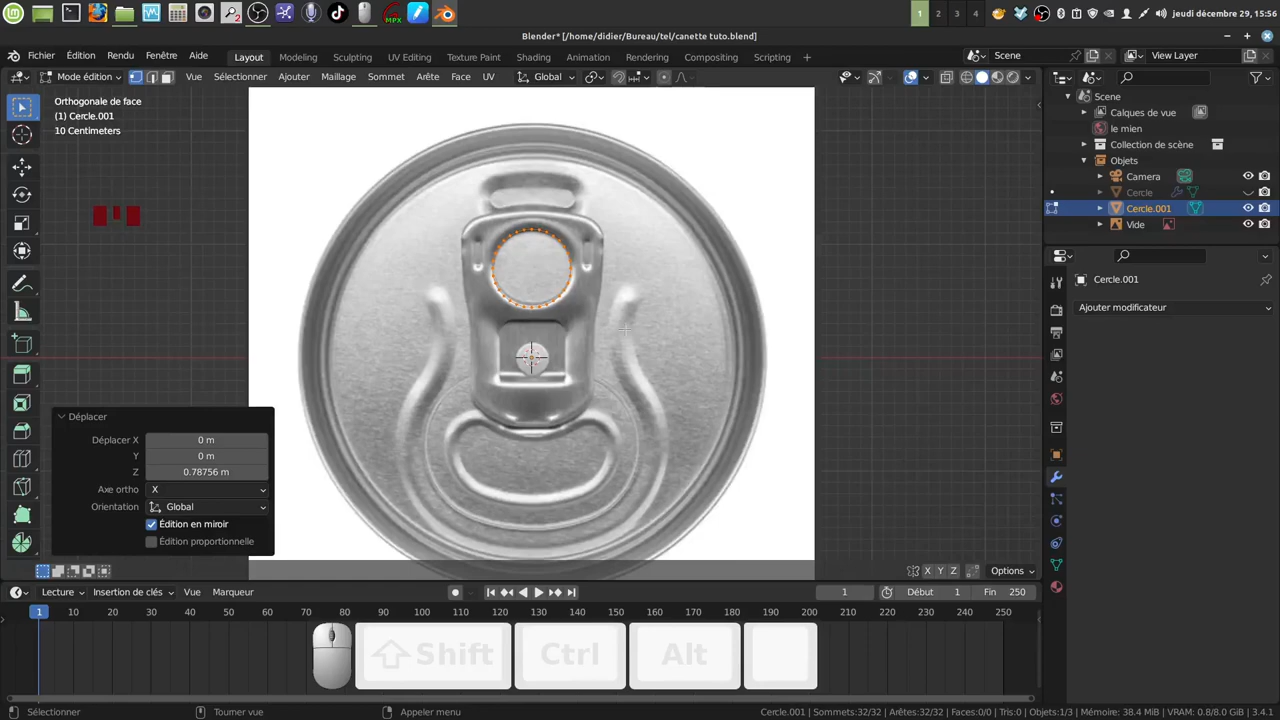 1 2 3 4
jeudi décembre 29, 15:56
Blender* [/home/didier/Bureau/tel/canette tuto.blend]
Fichier Édition Rendu Fenêtre Aide Layout Modeling Sculpting UV Editing Texture Paint Shading Animation Rendering Compositing Scripting + Scene View Layer
Mode édition Vue Sélectionner Ajouter Maillage Sommet Arête Face UV Global
Orthogonale de face
(1) Cercle.001
10 Centimeters
Scene
Calques de vue
le mien
Collection de scène
Objets
Camera
Cercle
Cercle.001
Vide
Cercle.001
Ajouter modificateur
Déplacer
Déplacer X 0 m
Y 0 m
Z 0.78756 m
Axe ortho X
Orientation Global
Édition en miroir
Édition proportionnelle
X Y Z Options
Lecture Insertion de clés Vue Marqueur 1 Début 1 Fin 250
1 10 20 30 40 50 60 70 80 90 100 110 120 130 140 150 160 170 180 190 200 210 220 230 240 250
Shift Ctrl Alt
Sélectionner Tourner vue Appeler menu Cercle.001 | Sommets:32/32 | Arêtes:32/32 | Faces:0/0 | Tris:0 | Objets:1/3 | Mémoire: 38.4 MiB | VRAM: 0.8/8.0 GiB | 3.4.1